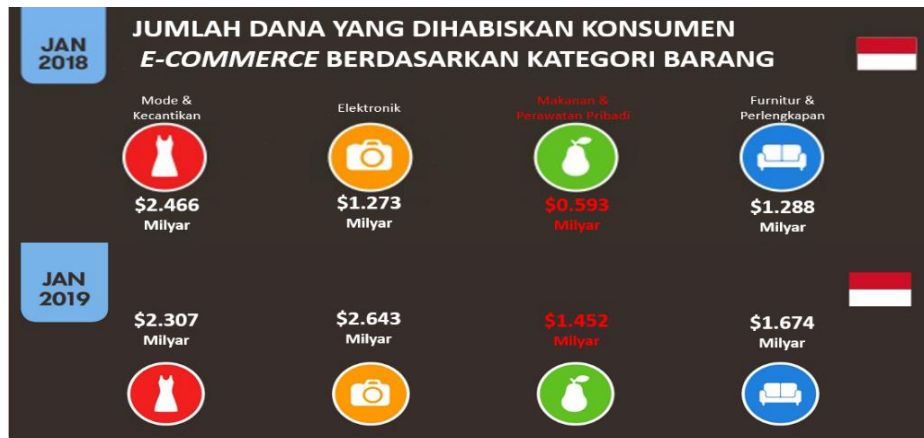 JAN
2018
JUMLAH DANA YANG DIHABISKAN KONSUMEN
E-COMMERCE BERDASARKAN KATEGORI BARANG
Mode &
Kecantikan
Elektronik
Makanan &
Perawatan Pribadi
Furnitur &
Perlengkapan
$2.466
Milyar
$1.273
Milyar
$0.593
Milyar
$1.288
Milyar
JAN
2019
$2.307
Milyar
$2.643
Milyar
$1.452
Milyar
$1.674
Milyar